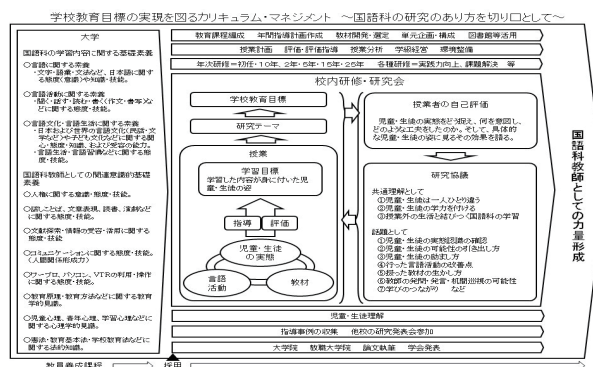 学校教育目標の実現を図るカリキュラム・マネジメント ～国語科の研究のあり方を切り口として～
大学
国語科の学習内容に関する基礎素養
○言語に関する素養
・文字・語彙・文法など、日本語に関する態度(意識)や知識・技能。
○言語活動に関する素養
・聞く・話す・読む・書く(作文・書写)などに関する態度・技能。
○言語文化・言語生活に関する素養
・日本および世界の言語文化(民話・文学など)や子ども文化などに関する関心・態度・知識、および受容の能力。
・言語生活・言語習慣などに関する態度・技能。
国語科教師としての関連意識的基礎素養
○人権に関する意識・態度・技能。
○話しことば、文章表現、読書、演劇などに関する態度・技能。
○文献探索・情報の受容・活用に関する態度・技能
○コミュニケーションに関する態度・技能。(人間関係形成力)
○ワープロ、パソコン、VTRの利用・操作に関する態度・技能。
○教育原理・教育方法などに関する教育学的見識。
○児童心理、青年心理、学習心理などに関する心理学的見識。
○憲法・教育基本法・学校教育法などに関する法的知識。
教育課程編成 年間指導計画作成 教材開発・選定 単元企画・構成 図書館等活用
授業計画 評価・評価指導 授業分析 学級経営 環境整備
年次研修=初任・10年、2年・5年・15年・25年 各種研修=実践力向上、課題解決 等
校内研修・研究会
学校教育目標
研究テーマ
授業
学習目標
学習した内容が身に付いた児童・生徒の姿
指導
評価
児童・生徒の実態
言語活動
教材
授業者の自己評価
児童・生徒の実態をどう捉え、何を意図し、どのような工夫をしたのか。そして、具体的な児童・生徒の姿に見るその効果を語る。
研究協議
共通理解として
①児童・生徒は一人ひとり違う
②児童・生徒の学力を付ける
③授業外の生活と結びつく国語科の学習
話題として
①児童・生徒の実態認識の確認
②児童・生徒の可能性の引き出し方
③児童・生徒の励まし方
④行った言語活動の改善点
⑤扱った教材の生かし方
⑥教師の発問・発言・机間巡視の可能性
⑦学びのつながり など
児童・生徒理解
指導事例の収集 他校の研究発表会参加
大学院 教職大学院 論文執筆 学会発表
国語科教師としての力量形成
教員養成課程
採用